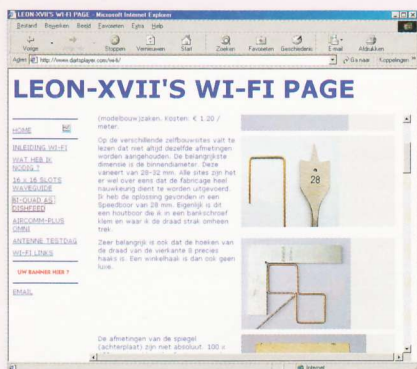 LEON-XVII'S WI-FI PAGE - Microsoft Internet Explorer
Bestand Bewerken Beeld Favorieten Extra Help
Vorige Stoppen Vernieuwen Start Zoeken Favorieten Geschiedenis E-mail Afdrukken
Adres http://www.dartsplayer.com/wi-fi/ Ga naar Koppelingen
LEON-XVII'S WI-FI PAGE
HOME
INLEIDING WI-FI
WAT HEB IK
NODIG ?
16 x 16 SLOTS
WAVEGUIDE
BI-QUAD AS
DISHFEED
AIRCOMM-PLUS
OMNI
ANTENNE TESTDAG
WI-FI LINKS
UW BANNER HIER ?
EMAIL
(modelbouw)zaken. Kosten: € 1.20 /
meter.
Op de verschillende zelfbouwsites valt te
lezen dat niet altijd dezelfde afmetingen
worden aangehouden. De belangrijkste
dimensie is de binnendiameter. Deze
varieert van 28-32 mm. Alle sites zijn het
er wel over eens dat de fabricage heel
nauwkeurig dient te worden uitgevoerd.
Ik heb de oplossing gevonden in een
Speedboor van 28 mm. Eigenlijk is dit
een houtboor die ik in een bankschroef
klem en waar ik de draad strak omheen
trek.
28
Zeer belangrijk is ook dat de hoeken van
de draad van de vierkante 8 precies
haaks is. Een winkelhaak is dan ook geen
luxe.
De afmetingen van de spiegel
(achterplaat) zijn niet absoluut. 100 x
Internet